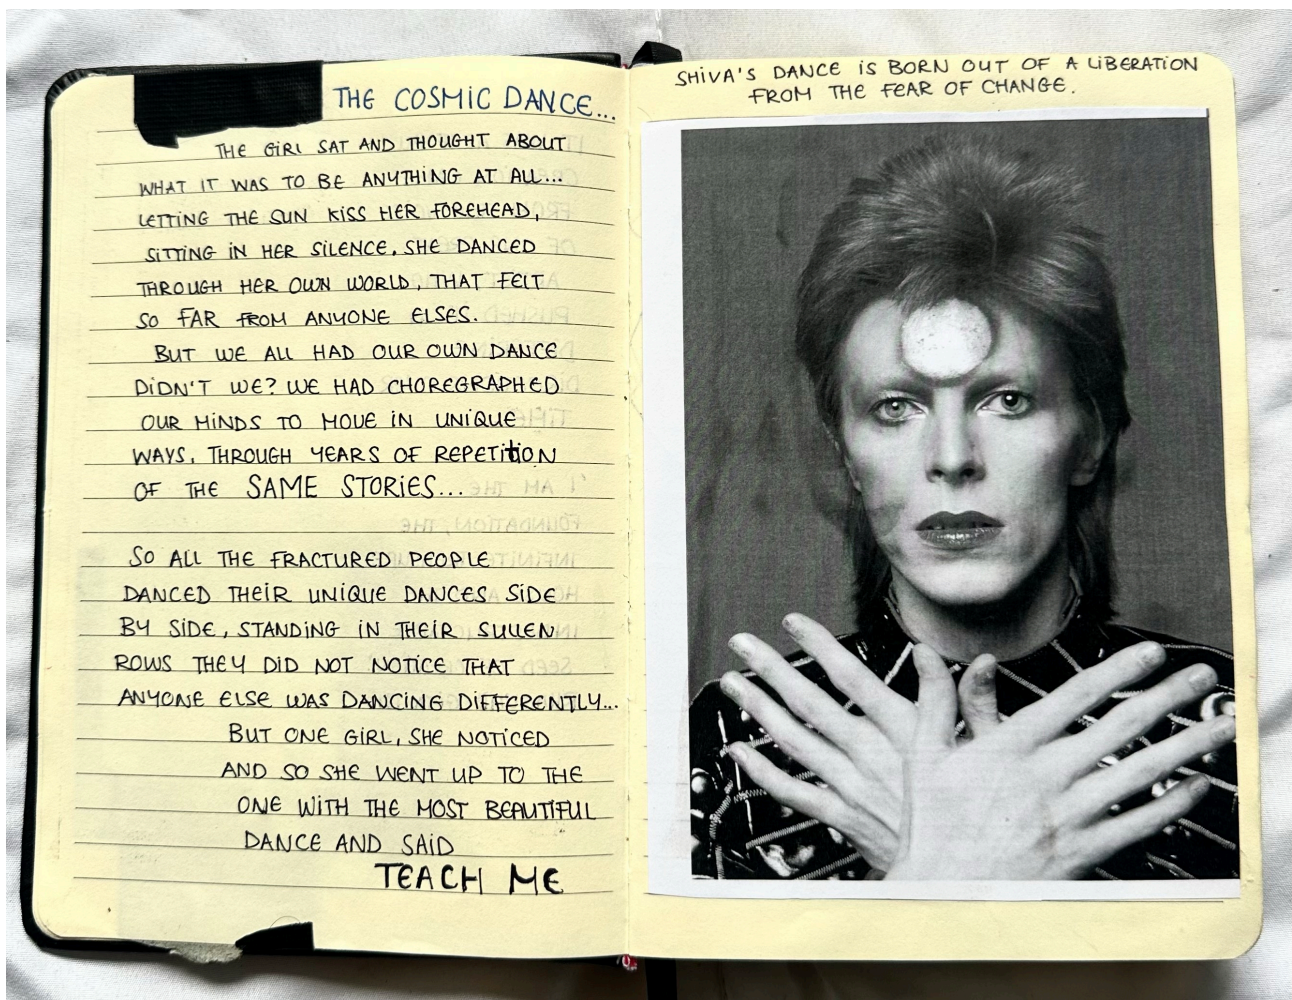 THE COSMIC DANCE...
THE GIRL SAT AND THOUGHT ABOUT
WHAT IT WAS TO BE ANYTHING AT ALL...
LETTING THE SUN KISS HER FOREHEAD,
SITTING IN HER SILENCE, SHE DANCED
THROUGH HER OWN WORLD, THAT FELT
SO FAR FROM ANYONE ELSES.
BUT WE ALL HAD OUR OWN DANCE
DIDN'T WE? WE HAD CHOREGRAPHED
OUR MINDS TO MOVE IN UNIQUE
WAYS, THROUGH YEARS OF REPETITION
OF THE SAME STORIES...
SO ALL THE FRACTURED PEOPLE
DANCED THEIR UNIQUE DANCES SIDE
BY SIDE, STANDING IN THEIR SULLEN
ROWS THEY DID NOT NOTICE THAT
ANYONE ELSE WAS DANCING DIFFERENTLY...
BUT ONE GIRL, SHE NOTICED
AND SO SHE WENT UP TO THE
ONE WITH THE MOST BEAUTIFUL
DANCE AND SAID
TEACH ME
SHIVA'S DANCE IS BORN OUT OF A LIBERATION
FROM THE FEAR OF CHANGE.